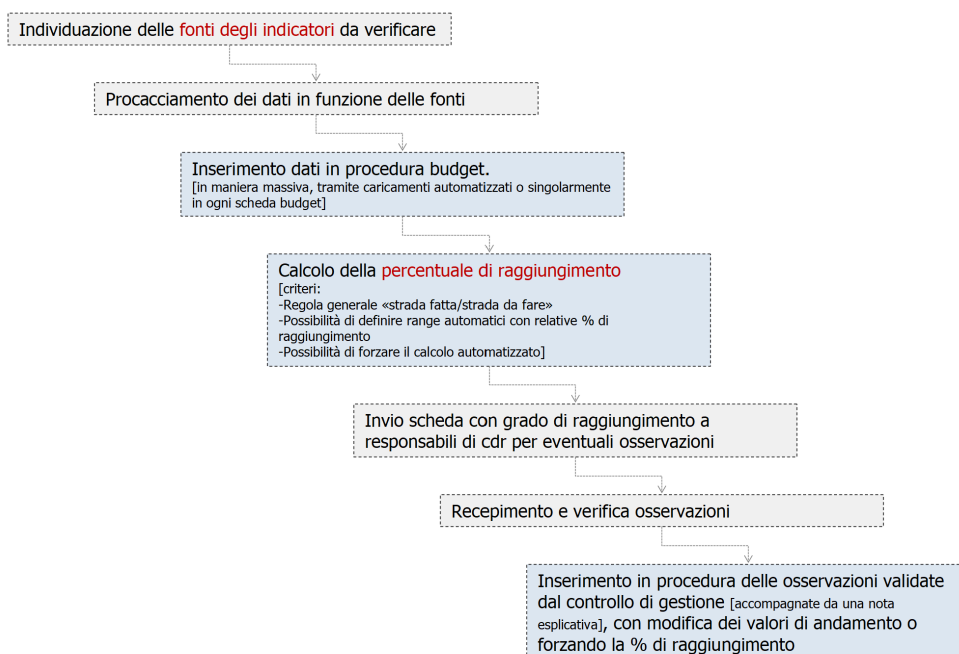 Individuazione delle fonti degli indicatori da verificare
Procacciamento dei dati in funzione delle fonti
Inserimento dati in procedura budget.
[in maniera massiva, tramite caricamenti automatizzati o singolarmente
in ogni scheda budget]
Calcolo della percentuale di raggiungimento
[criteri:
-Regola generale «strada fatta/strada da fare»
-Possibilità di definire range automatici con relative % di
raggiungimento
-Possibilità di forzare il calcolo automatizzato]
Invio scheda con grado di raggiungimento a
responsabili di cdr per eventuali osservazioni
Recepimento e verifica osservazioni
Inserimento in procedura delle osservazioni validate
dal controllo di gestione [accompagnate da una nota
esplicativa], con modifica dei valori di andamento o
forzando la % di raggiungimento